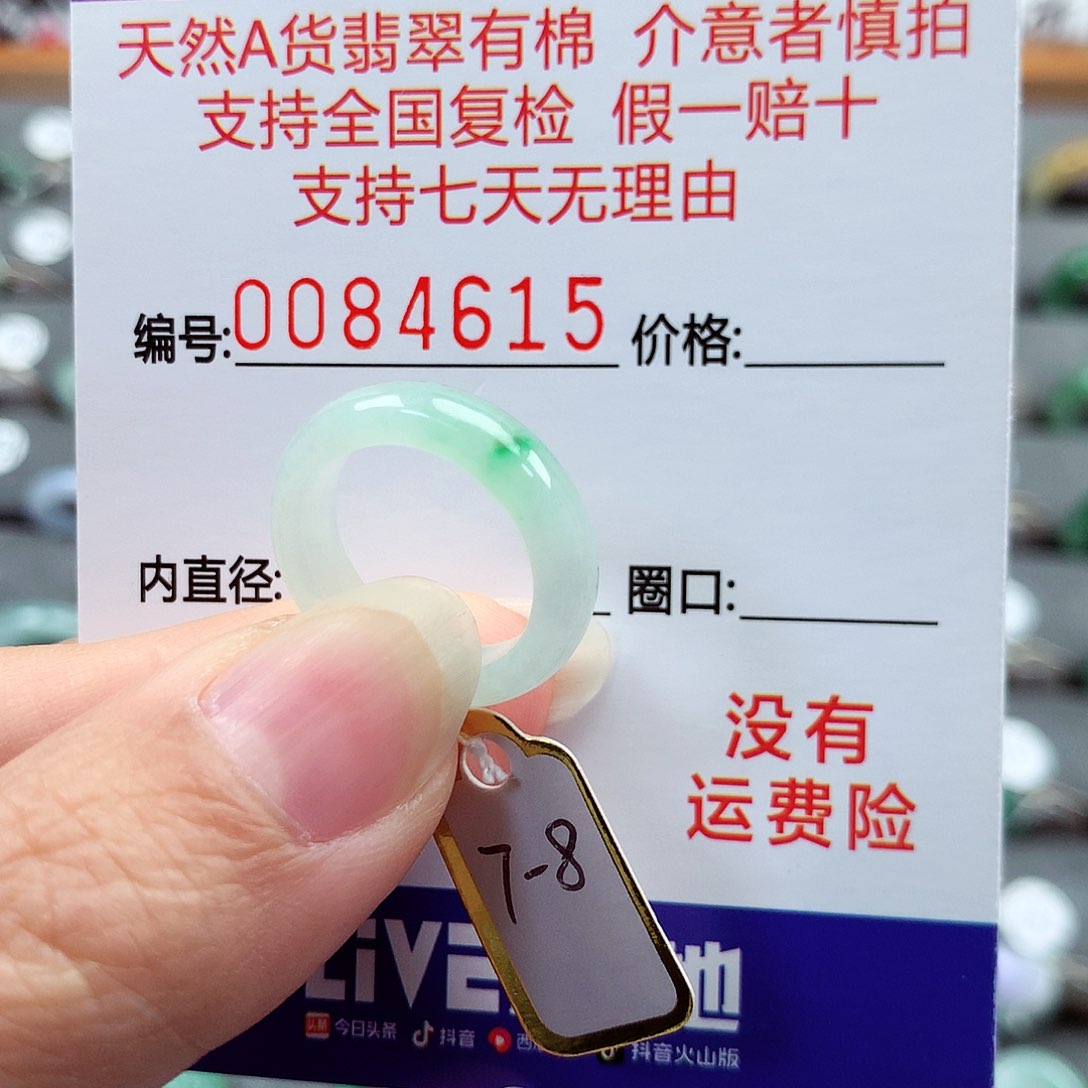 天然A货翡翠有棉 介意者慎拍
支持全国复检 假一赔十
支持七天无理由
编号:0084615 价格:
内直径: 圈口:
没有
运费险
7-8
LiVE 地
今日头条 抖音 西 抖音火山版